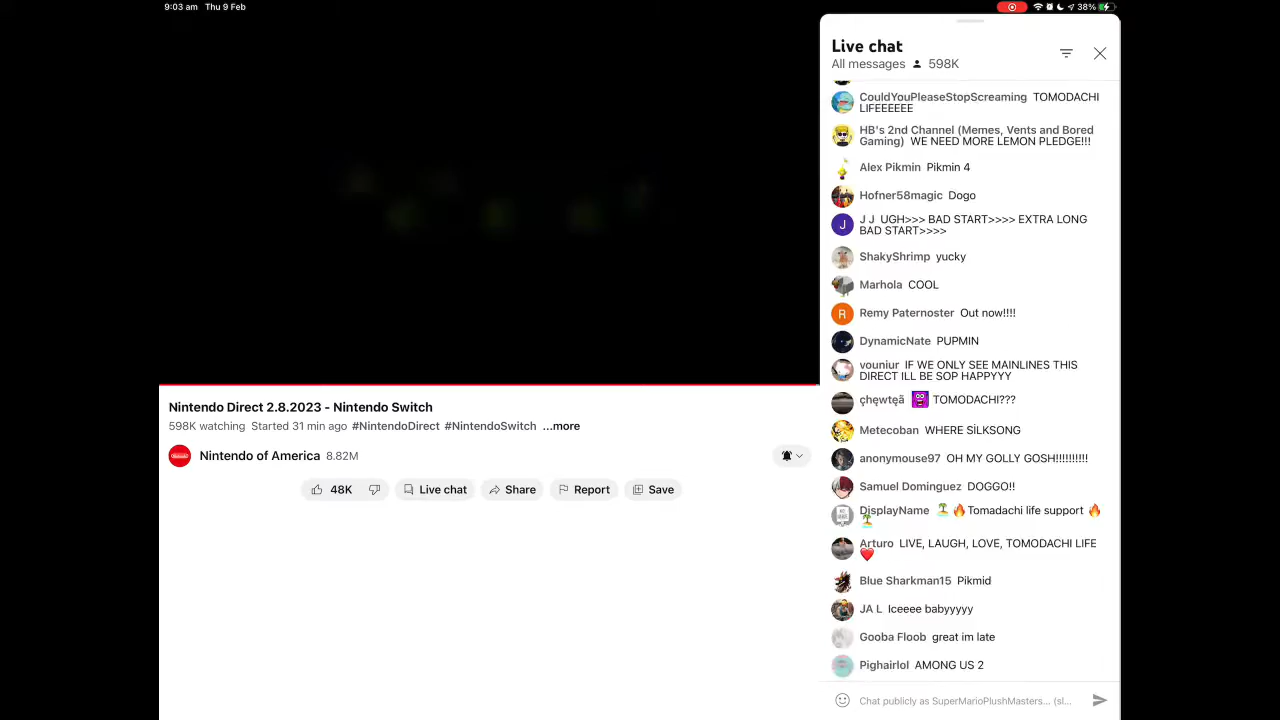 9:03 am Thu 9 Feb
38%
Live chat
All messages 598K
CouldYouPleaseStopScreaming TOMODACHI
LIFEEEEEE
HB's 2nd Channel (Memes, Vents and Bored
Gaming) WE NEED MORE LEMON PLEDGE!!!
Alex Pikmin Pikmin 4
Hofner58magic Dogo
J
J J UGH>>> BAD START>>>> EXTRA LONG
BAD START>>>>
ShakyShrimp yucky
Marhola COOL
R
Remy Paternoster Out now!!!!
DynamicNate PUPMIN
vouniur IF WE ONLY SEE MAINLINES THIS
DIRECT ILL BE SOP HAPPYYY
çhęwtęã TOMODACHI???
Metecoban WHERE SİLKSONG
anonymouse97 OH MY GOLLY GOSH!!!!!!!!!!
Samuel Dominguez DOGGO!!
DisplayName 🏝️🔥Tomadachi life support 🔥
🏝️
Arturo LIVE, LAUGH, LOVE, TOMODACHI LIFE
❤️
Blue Sharkman15 Pikmid
JA L Iceeee babyyyyy
Gooba Floob great im late
Pighairlol AMONG US 2
Chat publicly as SuperMarioPlushMasters... (sl...
Nintendo Direct 2.8.2023 - Nintendo Switch
598K watching Started 31 min ago #NintendoDirect #NintendoSwitch ...more
Nintendo of America 8.82M
48K Live chat Share Report Save